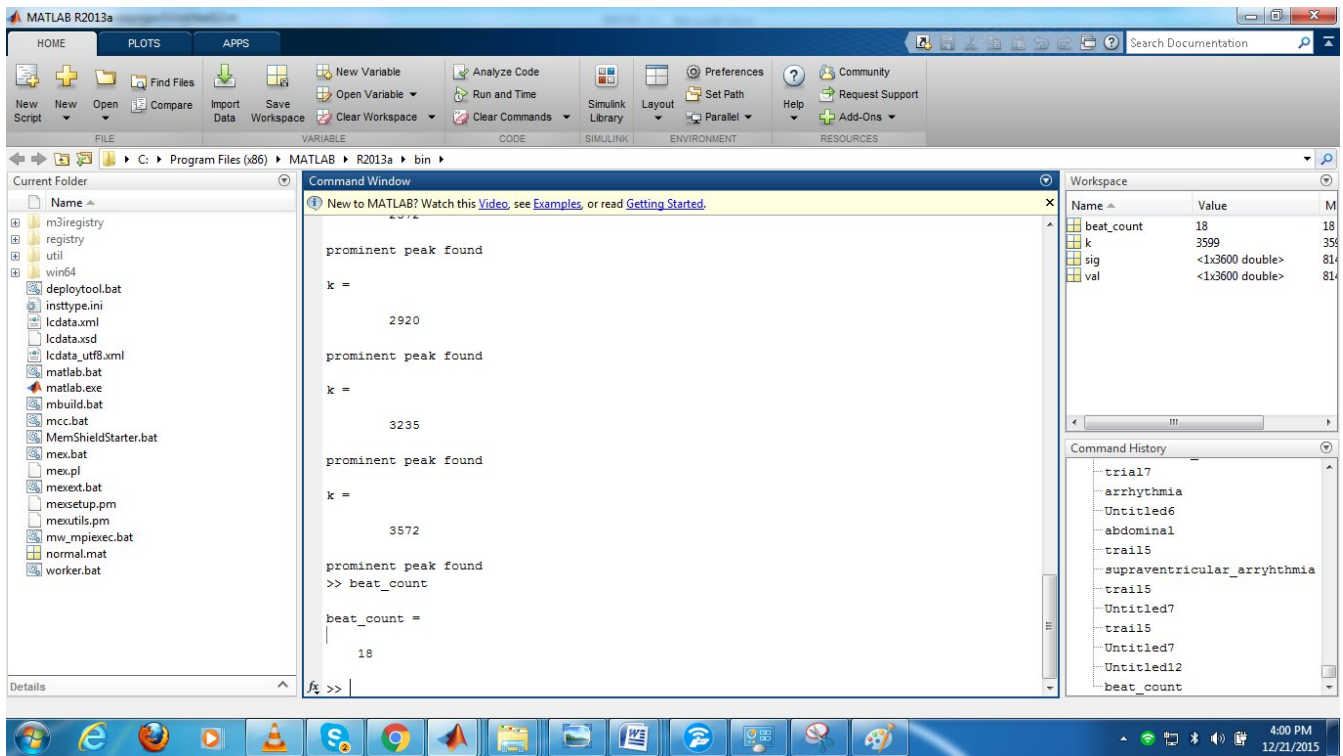 MATLAB R2013a
HOME PLOTS APPS
Search Documentation
New Script
New
Open
Find Files
Compare
Import Data
Save Workspace
New Variable
Open Variable
Clear Workspace
Analyze Code
Run and Time
Clear Commands
Simulink Library
Layout
Preferences
Set Path
Parallel
Help
Community
Request Support
Add-Ons
FILE VARIABLE CODE SIMULINK ENVIRONMENT RESOURCES
C: Program Files (x86) MATLAB R2013a bin
Current Folder
Name
m3iregistry
registry
util
win64
deploytool.bat
insttype.ini
lcdata.xml
lcdata.xsd
lcdata_utf8.xml
matlab.bat
matlab.exe
mbuild.bat
mcc.bat
MemShieldStarter.bat
mex.bat
mex.pl
mexext.bat
mexsetup.pm
mexutils.pm
mw_mpiexec.bat
normal.mat
worker.bat
Details
Command Window
New to MATLAB? Watch this Video, see Examples, or read Getting Started.
prominent peak found
k =
2920
prominent peak found
k =
3235
prominent peak found
k =
3572
prominent peak found
>> beat_count
beat_count =
18
fx >>
Workspace
Name Value M
beat_count 18 18
k 3599 359
sig <1x3600 double> 814
val <1x3600 double> 814
Command History
trial7
arrhythmia
Untitled6
abdominal
trail5
supraventricular_arryhthmia
trail5
Untitled7
trail5
Untitled7
Untitled12
beat_count
4:00 PM
12/21/2015